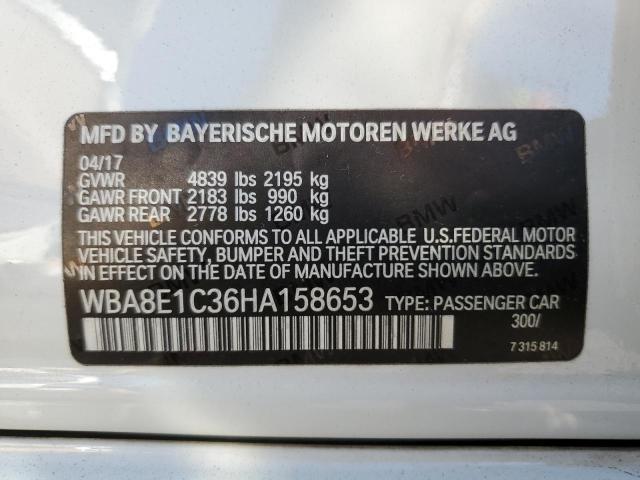 MFD BY BAYERISCHE MOTOREN WERKE AG
04/17
GVWR 4839 lbs 2195 kg
GAWR FRONT 2183 lbs 990 kg
GAWR REAR 2778 lbs 1260 kg
THIS VEHICLE CONFORMS TO ALL APPLICABLE U.S.FEDERAL MOTOR
VEHICLE SAFETY, BUMPER AND THEFT PREVENTION STANDARDS
IN EFFECT ON THE DATE OF MANUFACTURE SHOWN ABOVE.
WBA8E1C36HA158653 TYPE: PASSENGER CAR
300/
7 315 814